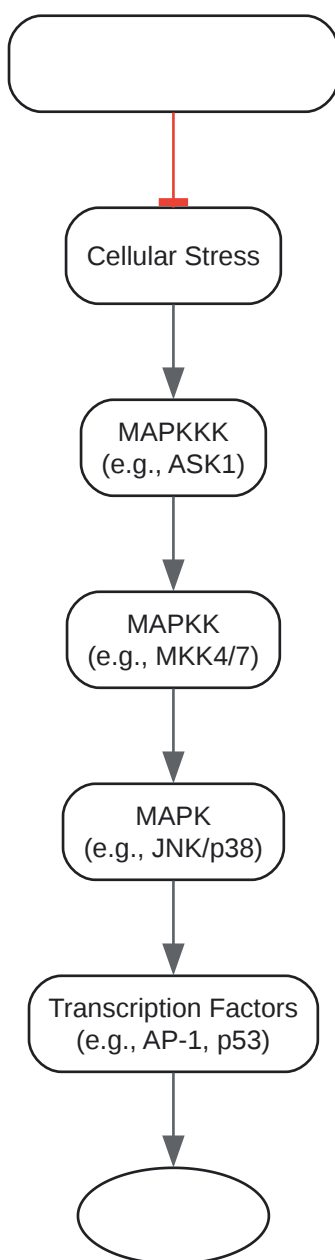 Cellular Stress
MAPKKK
(e.g., ASK1)
MAPKK
(e.g., MKK4/7)
MAPK
(e.g., JNK/p38)
Transcription Factors
(e.g., AP-1, p53)